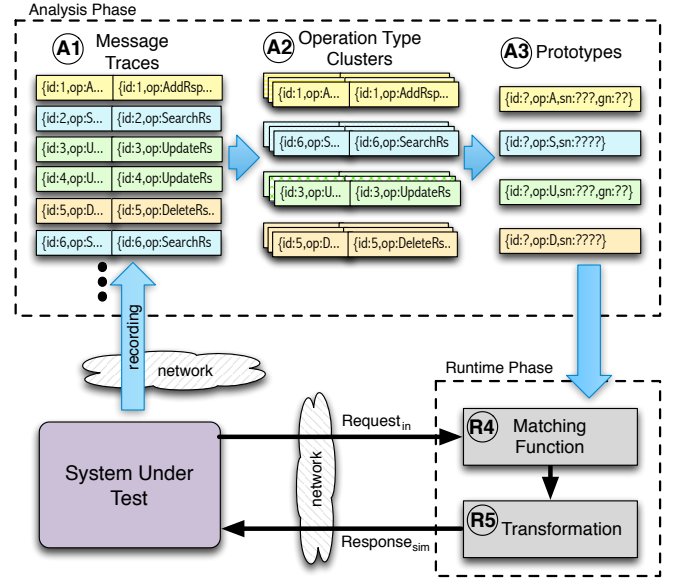 Analysis Phase
A1 Message Traces
A2 Operation Type Clusters
A3 Prototypes
{id:1,op:A... {id:1,op:AddRsp...
{id:2,op:S... {id:2,op:SearchRs
{id:3,op:U... {id:3,op:UpdateRs
{id:4,op:U... {id:4,op:UpdateRs
{id:5,op:D... {id:5,op:DeleteRs..
{id:6,op:S... {id:6,op:SearchRs
{id:1,op:A... {id:1,op:AddRsp...
{id:6,op:S... {id:6,op:SearchRs
{id:3,op:U... {id:3,op:UpdateRs
{id:5,op:D... {id:5,op:DeleteRs..
{id:?,op:A,sn:???,gn:??}
{id:?,op:S,sn:????}
{id:?,op:U,sn:???,gn:??}
{id:?,op:D,sn:????}
recording
network
Runtime Phase
System Under
Test
Request in
network
Response sim
R4 Matching
Function
R5 Transformation